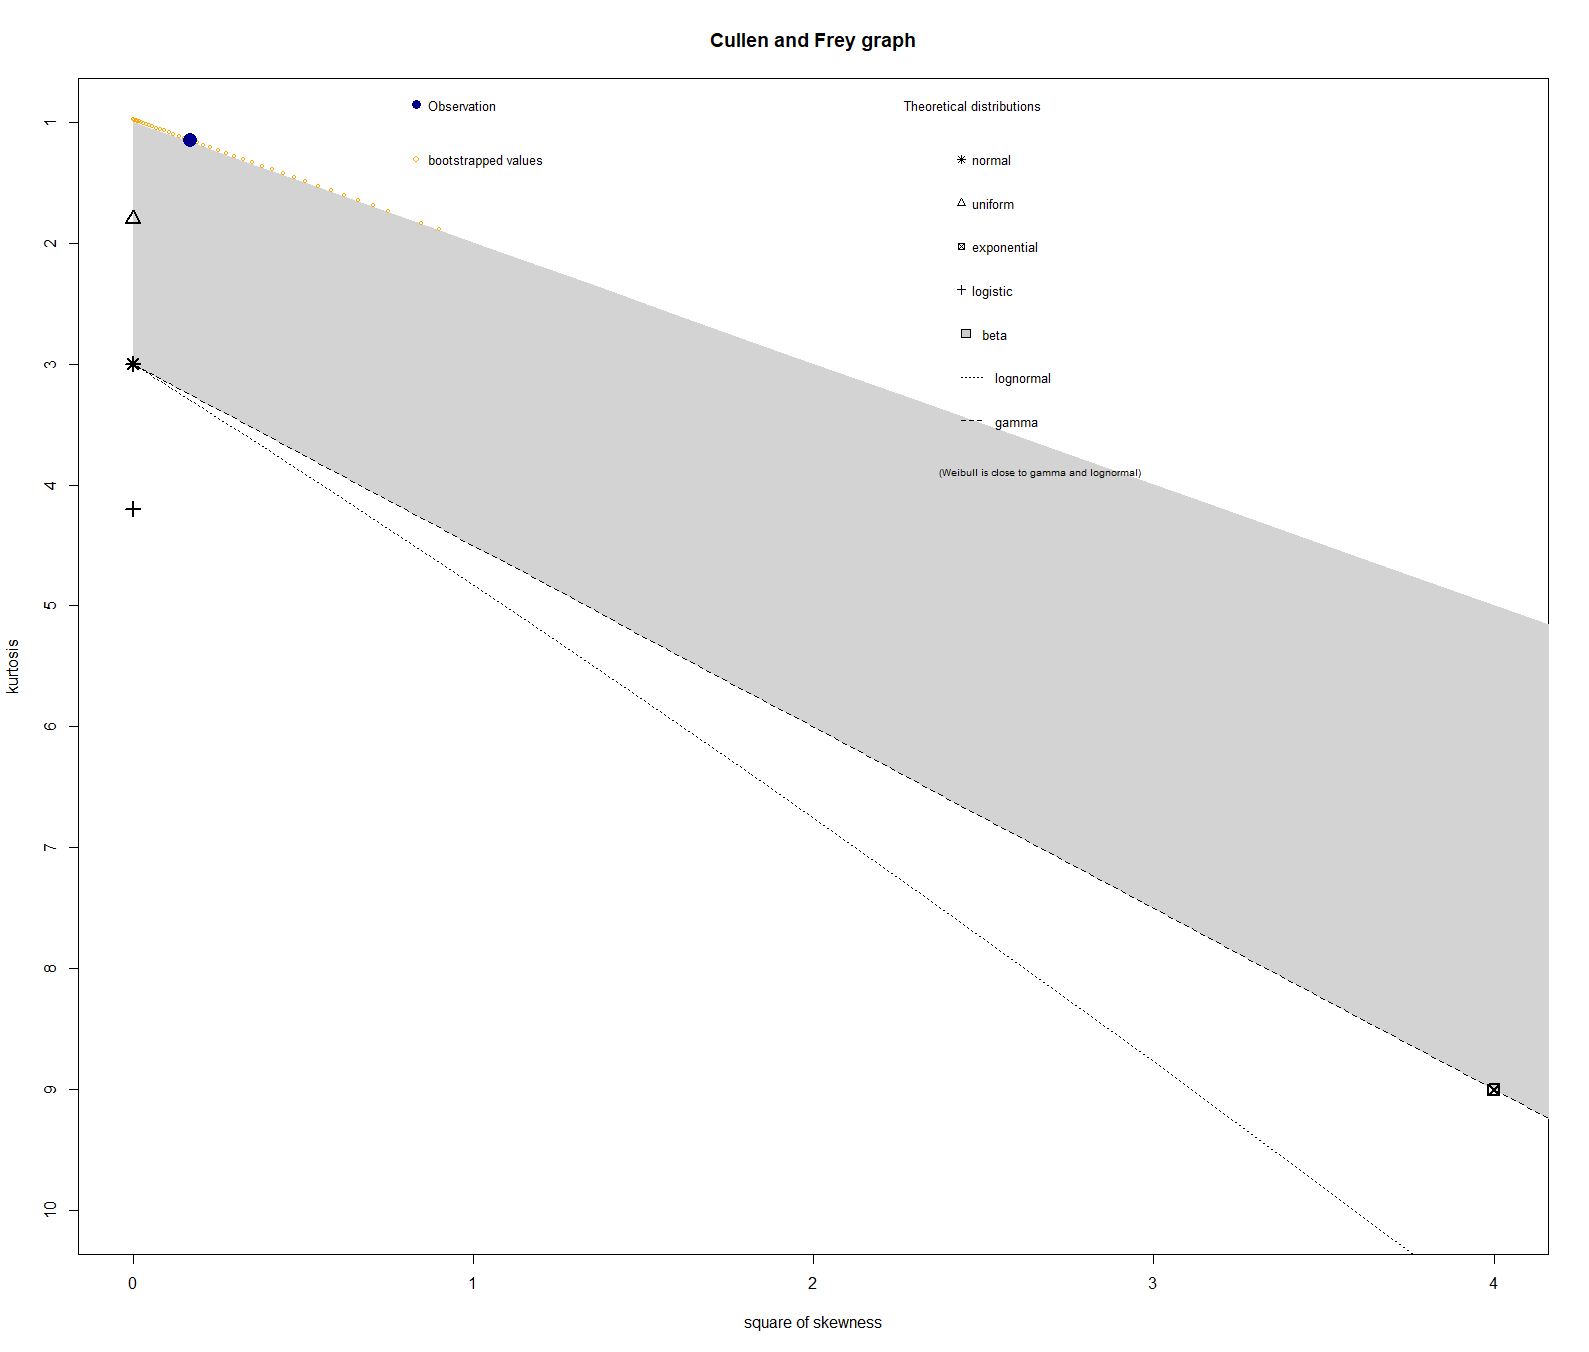 Cullen and Frey graph
Observation
bootstrapped values
Theoretical distributions
normal
uniform
exponential
logistic
beta
lognormal
gamma
(Weibull is close to gamma and lognormal)
kurtosis
1
2
3
4
5
6
7
8
9
10
0 1 2 3 4
square of skewness